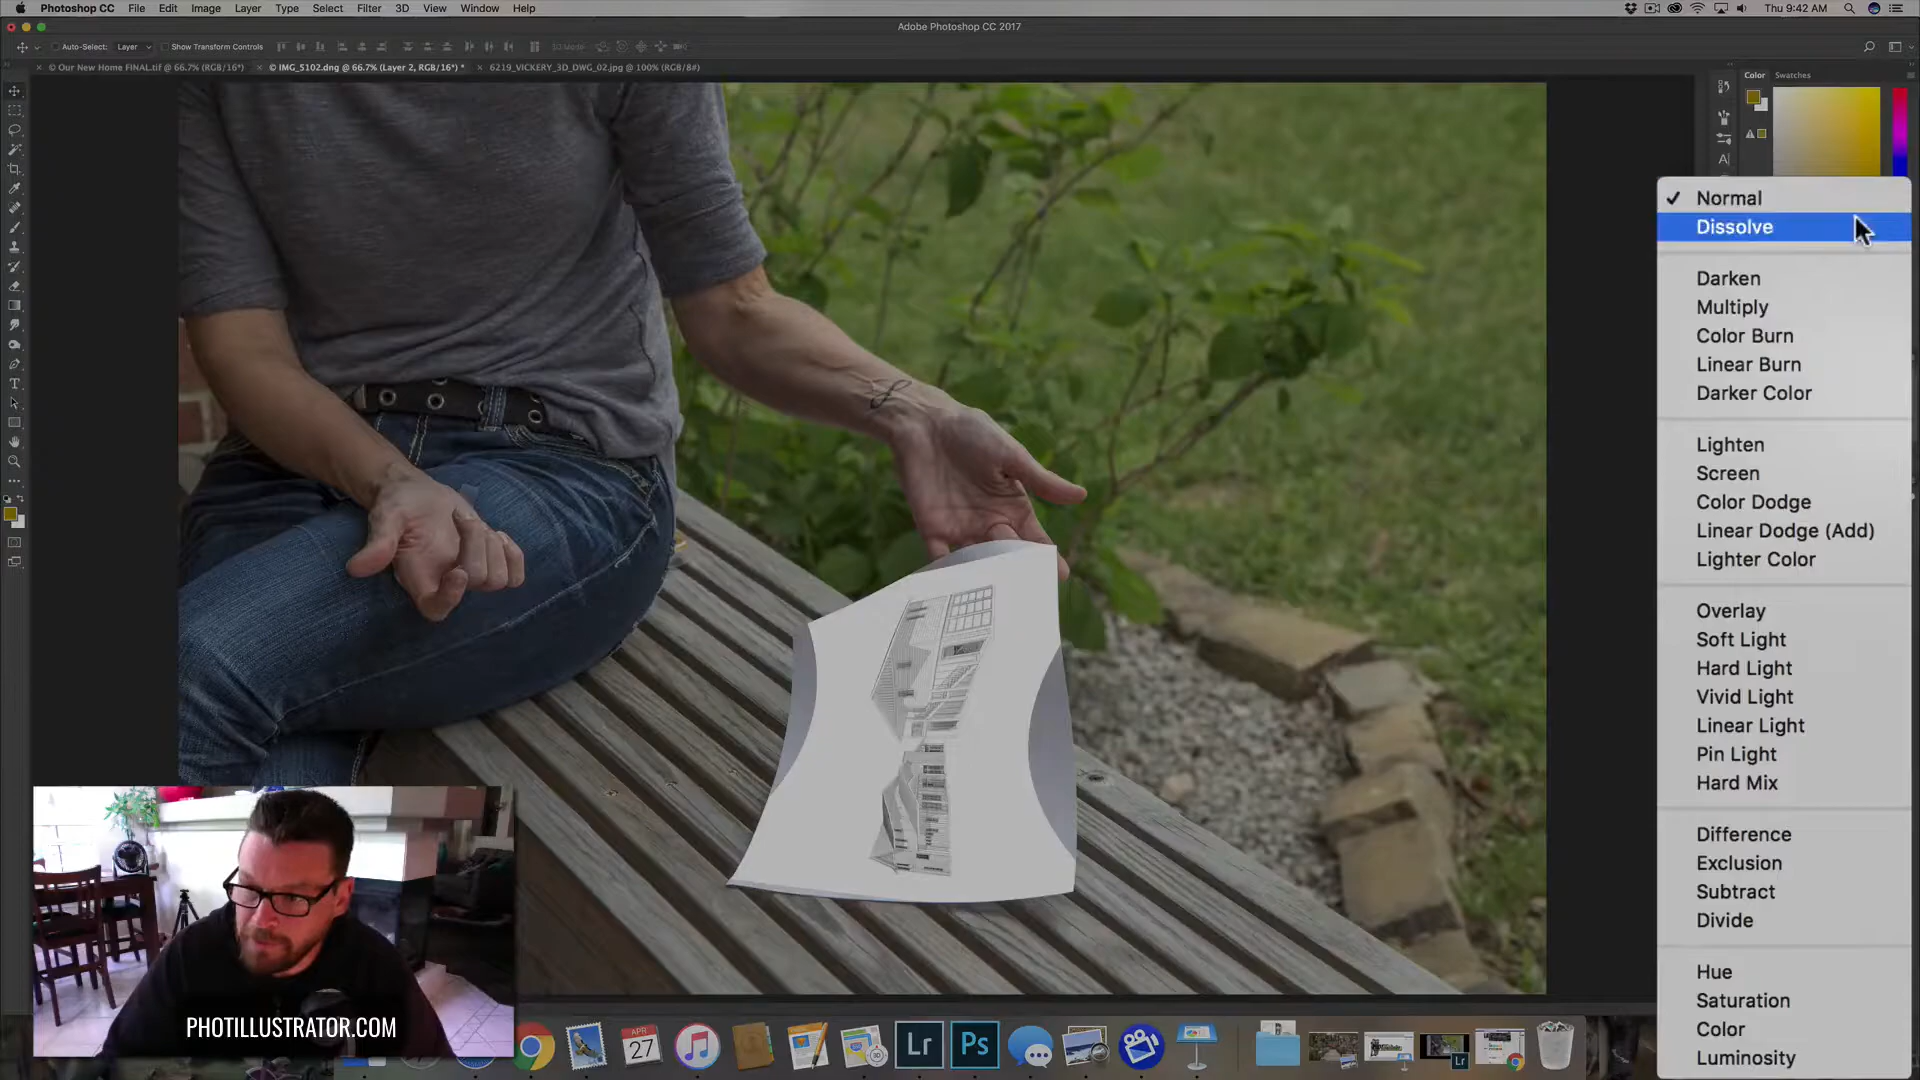 Photoshop CC File Edit Image Layer Type Select Filter 3D View Window Help Thu 9:42 AM
Adobe Photoshop CC 2017
Auto-Select: Layer Show Transform Controls
© Our New Home FINAL.tif @ 66.7% (RGB/16*) © IMG_5102.dng @ 66.7% (Layer 2, RGB/16*) * 6219_VICKERY_3D_DWG_02.jpg @ 100% (RGB/8#)
Color Swatches
Normal
Dissolve
Darken
Multiply
Color Burn
Linear Burn
Darker Color
Lighten
Screen
Color Dodge
Linear Dodge (Add)
Lighter Color
Overlay
Soft Light
Hard Light
Vivid Light
Linear Light
Pin Light
Hard Mix
Difference
Exclusion
Subtract
Divide
Hue
Saturation
Color
Luminosity
PHOTILLUSTRATOR.COM
APR
27
Lr
Ps
Lr